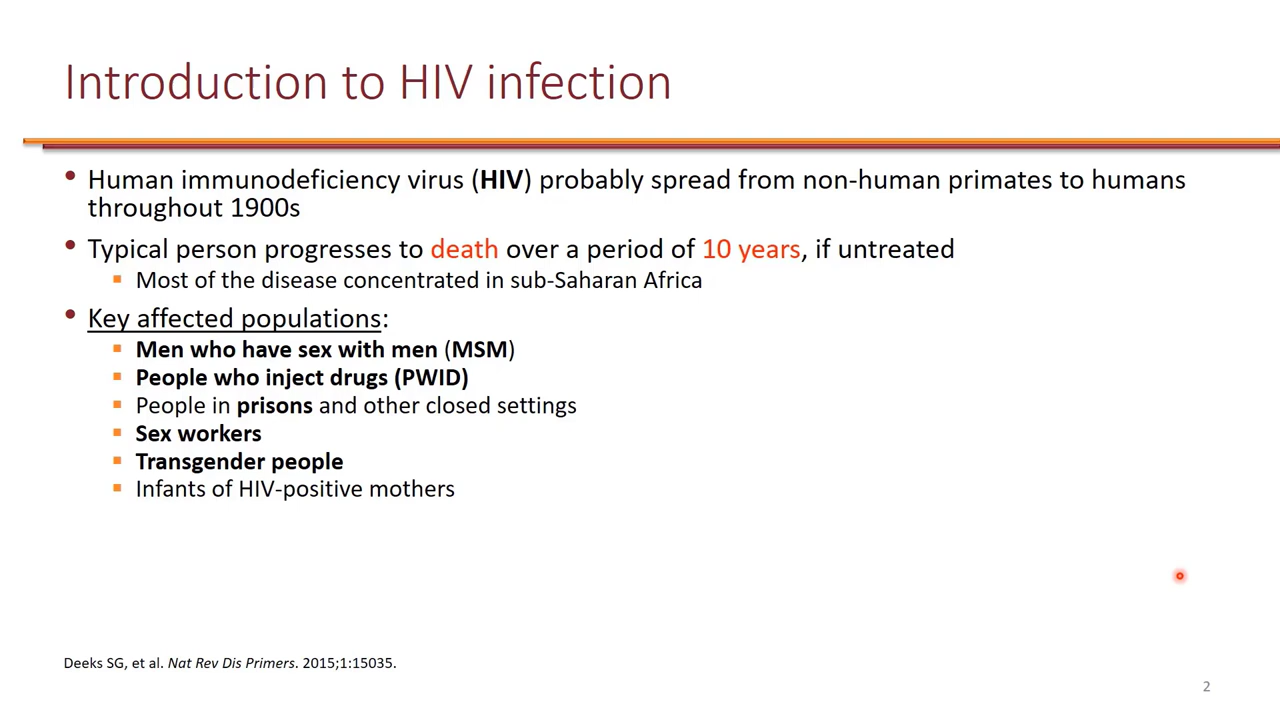 Introduction to HIV infection
• Human immunodeficiency virus (HIV) probably spread from non-human primates to humans
throughout 1900s
• Typical person progresses to death over a period of 10 years, if untreated
▪ Most of the disease concentrated in sub-Saharan Africa
• Key affected populations:
▪ Men who have sex with men (MSM)
▪ People who inject drugs (PWID)
▪ People in prisons and other closed settings
▪ Sex workers
▪ Transgender people
▪ Infants of HIV-positive mothers
Deeks SG, et al. Nat Rev Dis Primers. 2015;1:15035.
2